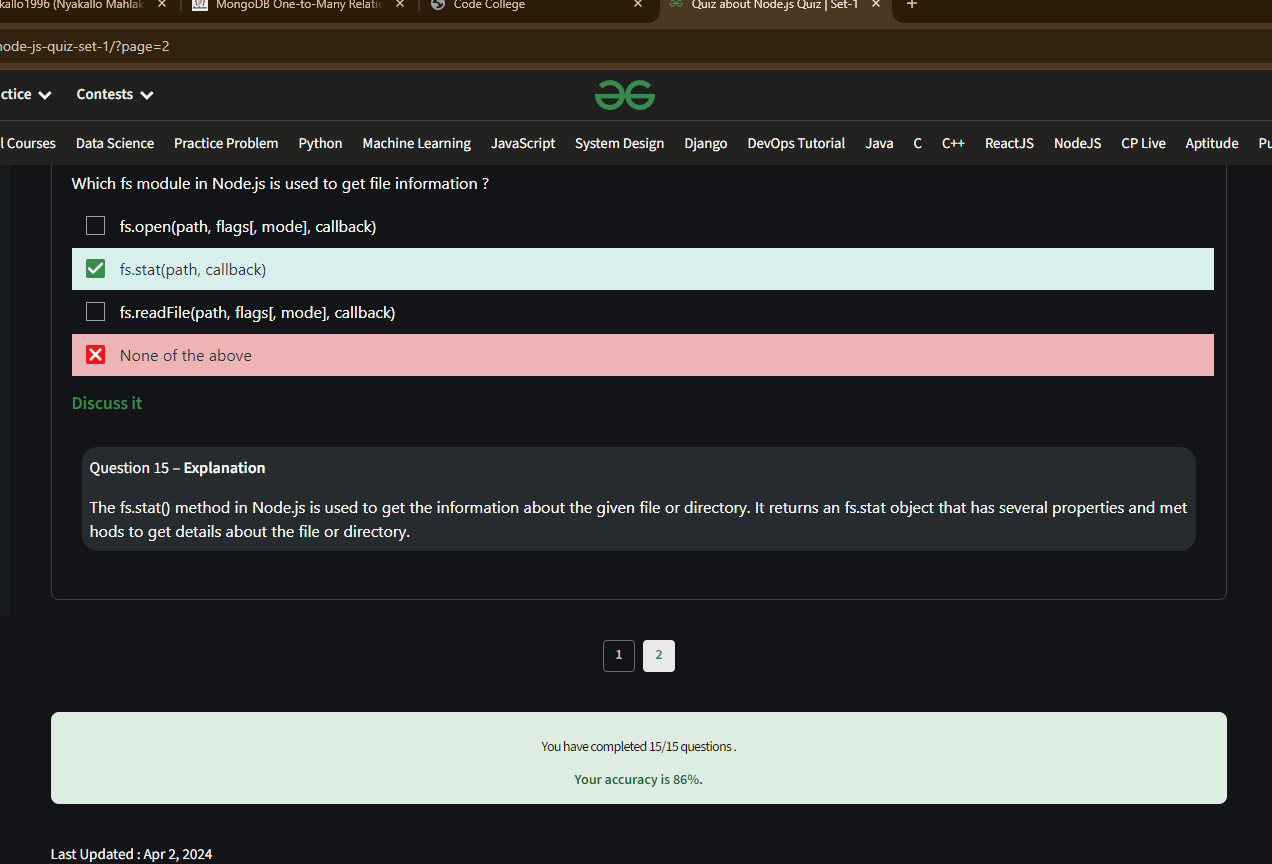 kallo1996 (Nyakallo Mahlak
MongoDB One-to-Many Relatio
Code College
Quiz about Node.js Quiz | Set-1
node-js-quiz-set-1/?page=2
ctice
Contests
l Courses Data Science Practice Problem Python Machine Learning JavaScript System Design Django DevOps Tutorial Java C C++ ReactJS NodeJS CP Live Aptitude Pu
Which fs module in Node.js is used to get file information ?
fs.open(path, flags[, mode], callback)
fs.stat(path, callback)
fs.readFile(path, flags[, mode], callback)
None of the above
Discuss it
Question 15 – Explanation
The fs.stat() method in Node.js is used to get the information about the given file or directory. It returns an fs.stat object that has several properties and met
hods to get details about the file or directory.
1 2
You have completed 15/15 questions .
Your accuracy is 86%.
Last Updated : Apr 2, 2024